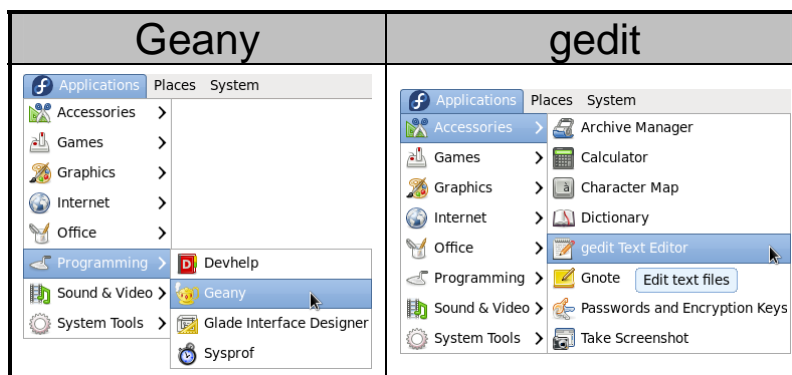 Geany
Applications Places System
Accessories
Games
Graphics
Internet
Office
Programming
Sound & Video
System Tools
Devhelp
Geany
Glade Interface Designer
Sysprof
gedit
Applications Places System
Accessories
Games
Graphics
Internet
Office
Programming
Sound & Video
System Tools
Archive Manager
Calculator
Character Map
Dictionary
gedit Text Editor
Gnote
Edit text files
Passwords and Encryption Keys
Take Screenshot